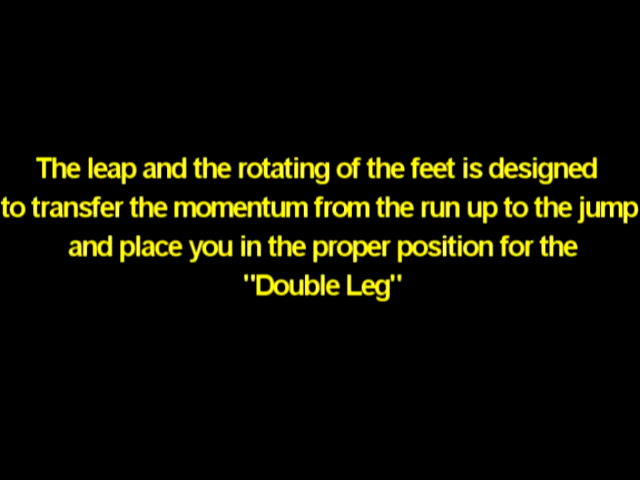 The leap and the rotating of the feet is designed
to transfer the momentum from the run up to the jump
and place you in the proper position for the
"Double Leg"